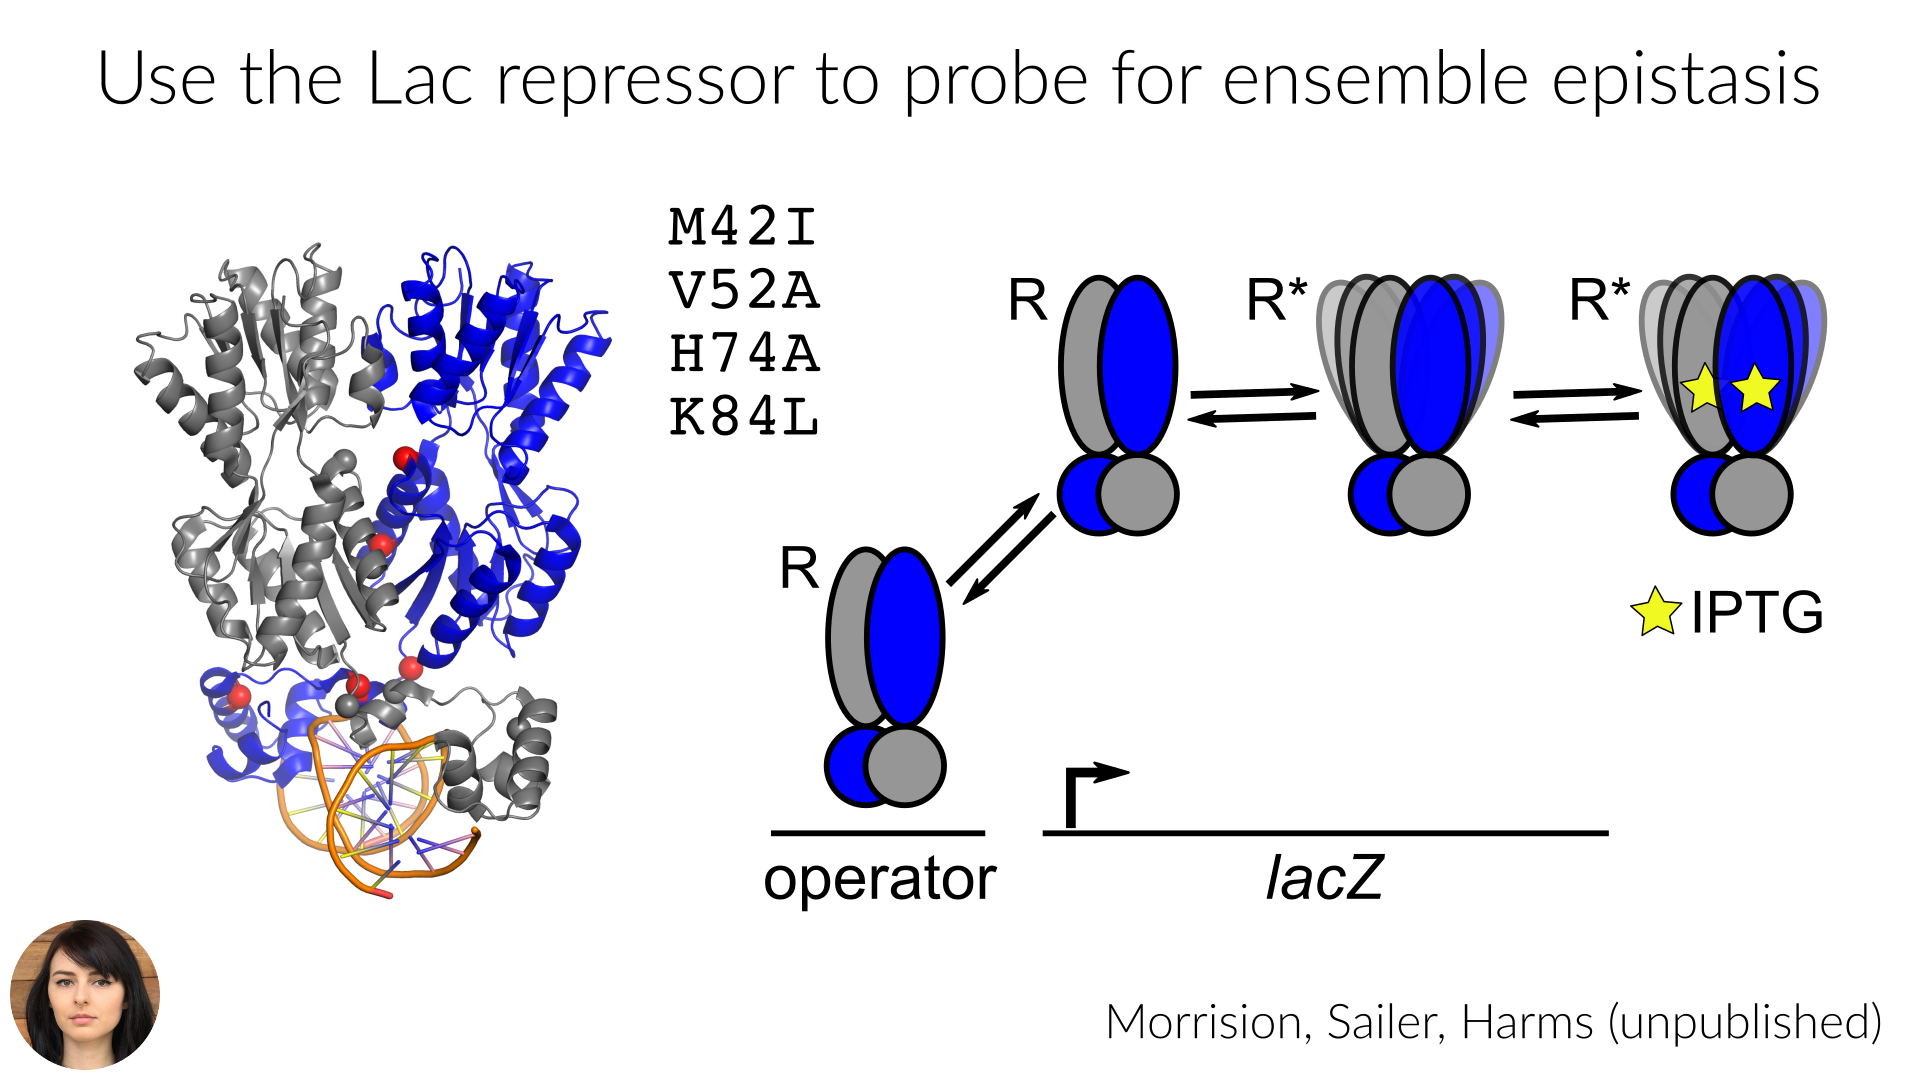 Use the Lac repressor to probe for ensemble epistasis
M42I
V52A
H74A
K84L
R
R*
R*
R
IPTG
operator
lacZ
Morrision, Sailer, Harms (unpublished)